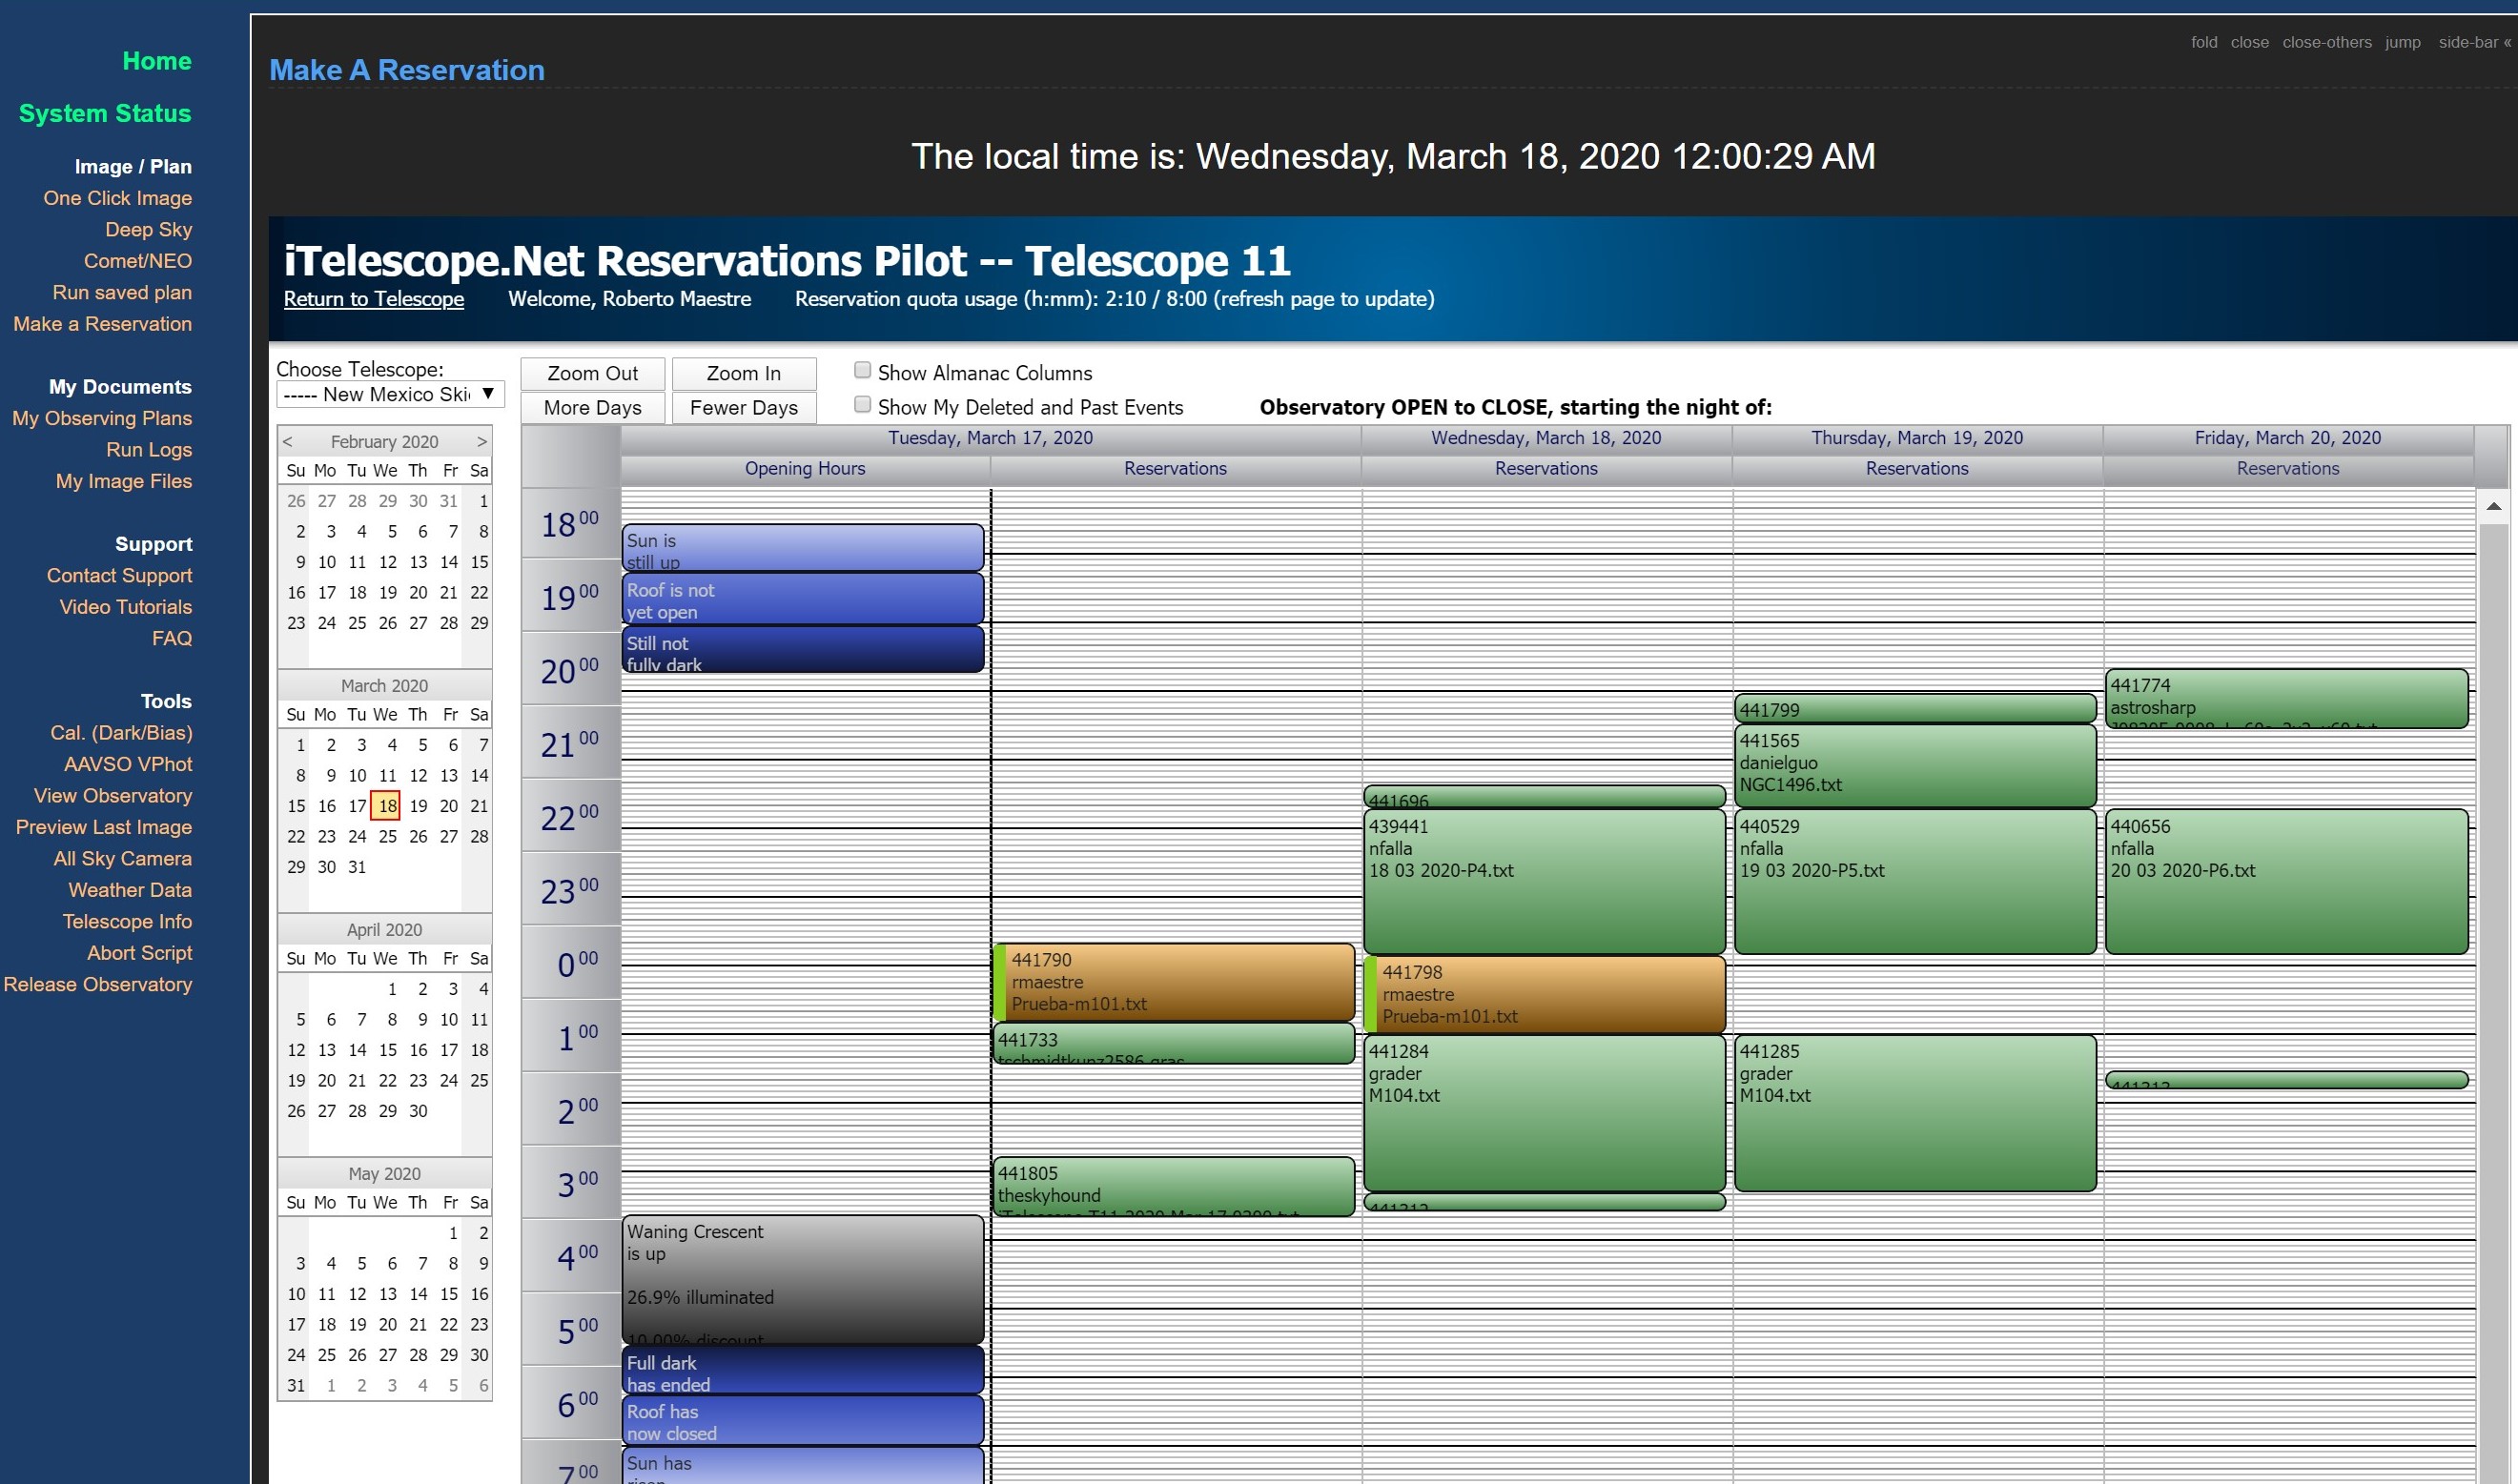 Home
System Status
Image / Plan
One Click Image
Deep Sky
Comet/NEO
Run saved plan
Make a Reservation
My Documents
My Observing Plans
Run Logs
My Image Files
Support
Contact Support
Video Tutorials
FAQ
Tools
Cal. (Dark/Bias)
AAVSO VPhot
View Observatory
Preview Last Image
All Sky Camera
Weather Data
Telescope Info
Abort Script
Release Observatory
fold close close-others jump side-bar «
Make A Reservation
The local time is: Wednesday, March 18, 2020 12:00:29 AM
iTelescope.Net Reservations Pilot -- Telescope 11
Return to Telescope Welcome, Roberto Maestre Reservation quota usage (h:mm): 2:10 / 8:00 (refresh page to update)
Choose Telescope:
----- New Mexico Ski
Zoom Out Zoom In
More Days Fewer Days
Show Almanac Columns
Show My Deleted and Past Events
Observatory OPEN to CLOSE, starting the night of:
< February 2020 >
Su Mo Tu We Th Fr Sa
26 27 28 29 30 31 1
2 3 4 5 6 7 8
9 10 11 12 13 14 15
16 17 18 19 20 21 22
23 24 25 26 27 28 29
March 2020
Su Mo Tu We Th Fr Sa
1 2 3 4 5 6 7
8 9 10 11 12 13 14
15 16 17 18 19 20 21
22 23 24 25 26 27 28
29 30 31
April 2020
Su Mo Tu We Th Fr Sa
1 2 3 4
5 6 7 8 9 10 11
12 13 14 15 16 17 18
19 20 21 22 23 24 25
26 27 28 29 30
May 2020
Su Mo Tu We Th Fr Sa
1 2
3 4 5 6 7 8 9
10 11 12 13 14 15 16
17 18 19 20 21 22 23
24 25 26 27 28 29 30
31 1 2 3 4 5 6
Tuesday, March 17, 2020 Wednesday, March 18, 2020 Thursday, March 19, 2020 Friday, March 20, 2020
Opening Hours Reservations Reservations Reservations Reservations
18 00
19 00
20 00
21 00
22 00
23 00
0 00
1 00
2 00
3 00
4 00
5 00
6 00
7 00
Sun is
still up
Roof is not
yet open
Still not
fully dark
Waning Crescent
is up
26.9% illuminated
10.00% discount
Full dark
has ended
Roof has
now closed
Sun has
risen
441790
rmaestre
Prueba-m101.txt
441733
tschmidtkunz2586 gras
441805
theskyhound
iTelescope T11 2020 Mar 17 0300.txt
441696
439441
nfalla
18 03 2020-P4.txt
441798
rmaestre
Prueba-m101.txt
441284
grader
M104.txt
441312
441799
441565
danielguo
NGC1496.txt
440529
nfalla
19 03 2020-P5.txt
441285
grader
M104.txt
441774
astrosharp
440656
nfalla
20 03 2020-P6.txt